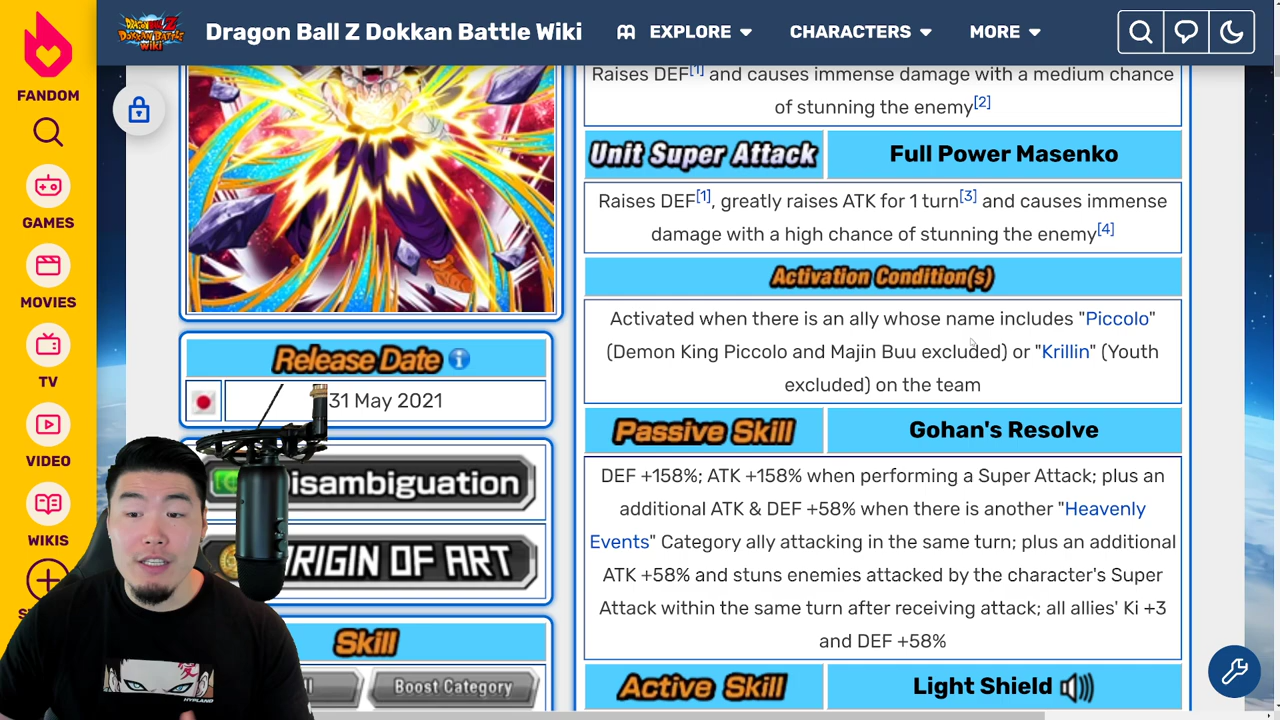 DRAGON BALL Z
DOKKAN BATTLE
WIKI
Dragon Ball Z Dokkan Battle Wiki
EXPLORE
CHARACTERS
MORE
FANDOM
GAMES
MOVIES
TV
VIDEO
WIKIS
Raises DEF[1] and causes immense damage with a medium chance
of stunning the enemy[2]
Unit Super Attack
Full Power Masenko
Raises DEF[1], greatly raises ATK for 1 turn[3] and causes immense
damage with a high chance of stunning the enemy[4]
Activation Condition(s)
Activated when there is an ally whose name includes "Piccolo"
(Demon King Piccolo and Majin Buu excluded) or "Krillin" (Youth
excluded) on the team
Release Date
31 May 2021
Passive Skill
Gohan's Resolve
DEF +158%; ATK +158% when performing a Super Attack; plus an
additional ATK & DEF +58% when there is another "Heavenly
Events" Category ally attacking in the same turn; plus an additional
ATK +58% and stuns enemies attacked by the character's Super
Attack within the same turn after receiving attack; all allies' Ki +3
and DEF +58%
isambiguation
RIGIN OF ART
Skill
Boost Category
Active Skill
Light Shield
HYPLAND